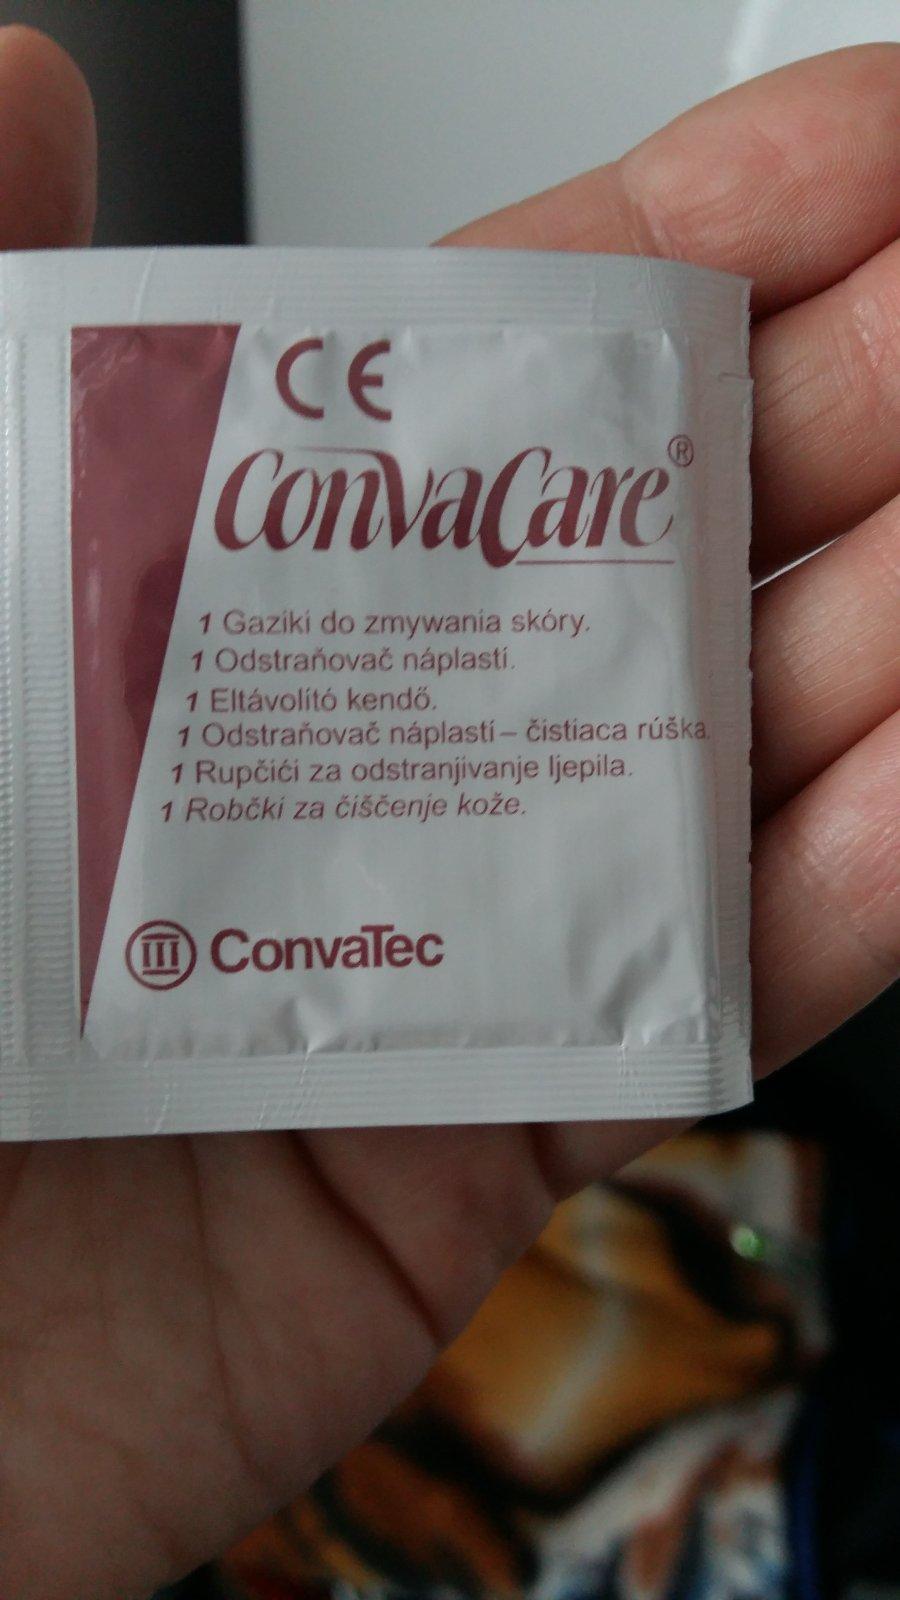 CE
ConvaCare®
1 Gaziki do zmywania skóry.
1 Odstraňovač náplastí.
1 Eltávolító kendő.
1 Odstraňovač náplastí – čistiaca rúška.
1 Rupčići za odstranjivanje ljepila.
1 Robčki za čiščenje kože.
ConvaTec